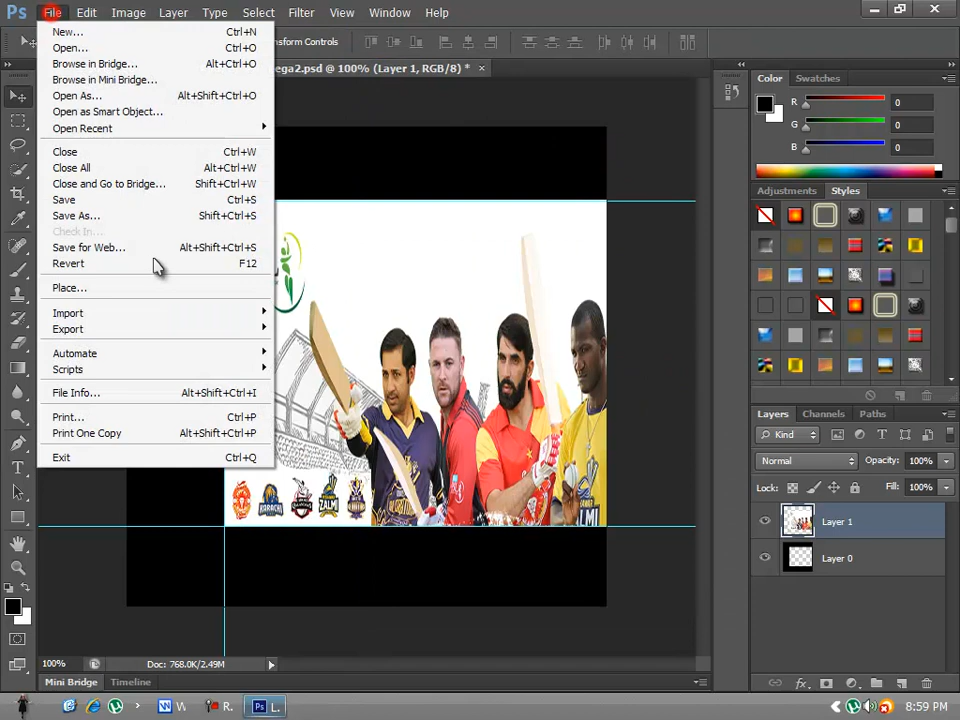 Ps File Edit Image Layer Type Select Filter View Window Help
New... Ctrl+N
Open... Ctrl+O
Browse in Bridge... Alt+Ctrl+O
Browse in Mini Bridge...
Open As... Alt+Shift+Ctrl+O
Open as Smart Object...
Open Recent
Close Ctrl+W
Close All Alt+Ctrl+W
Close and Go to Bridge... Shift+Ctrl+W
Save Ctrl+S
Save As... Shift+Ctrl+S
Check In...
Save for Web... Alt+Shift+Ctrl+S
Revert F12
Place...
Import
Export
Automate
Scripts
File Info... Alt+Shift+Ctrl+I
Print... Ctrl+P
Print One Copy Alt+Shift+Ctrl+P
Exit Ctrl+Q
ransform Controls
ega2.psd @ 100% (Layer 1, RGB/8) *
KARACHI
ZALMI
ZALMI
Color Swatches
R 0
G 0
B 0
Adjustments Styles
Layers Channels Paths
Kind
Normal Opacity: 100%
Lock: Fill: 100%
Layer 1
Layer 0
100% Doc: 768.0K/2.49M
Mini Bridge Timeline
W R. L. 8:59 PM